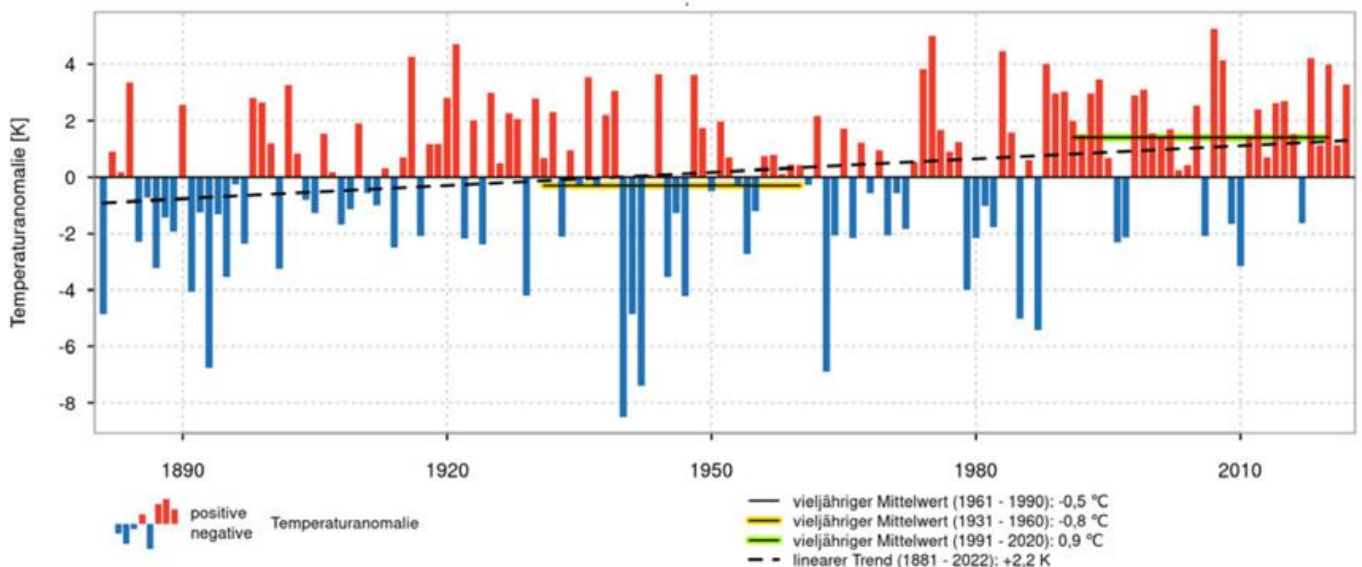 Temperaturanomalie [K]
4
2
0
-2
-4
-6
-8
1890
1920
1950
1980
2010
positive
negative
Temperaturanomalie
vieljähriger Mittelwert (1961 - 1990): -0,5 °C
vieljähriger Mittelwert (1931 - 1960): -0,8 °C
vieljähriger Mittelwert (1991 - 2020): 0,9 °C
linearer Trend (1881 - 2022): +2,2 K